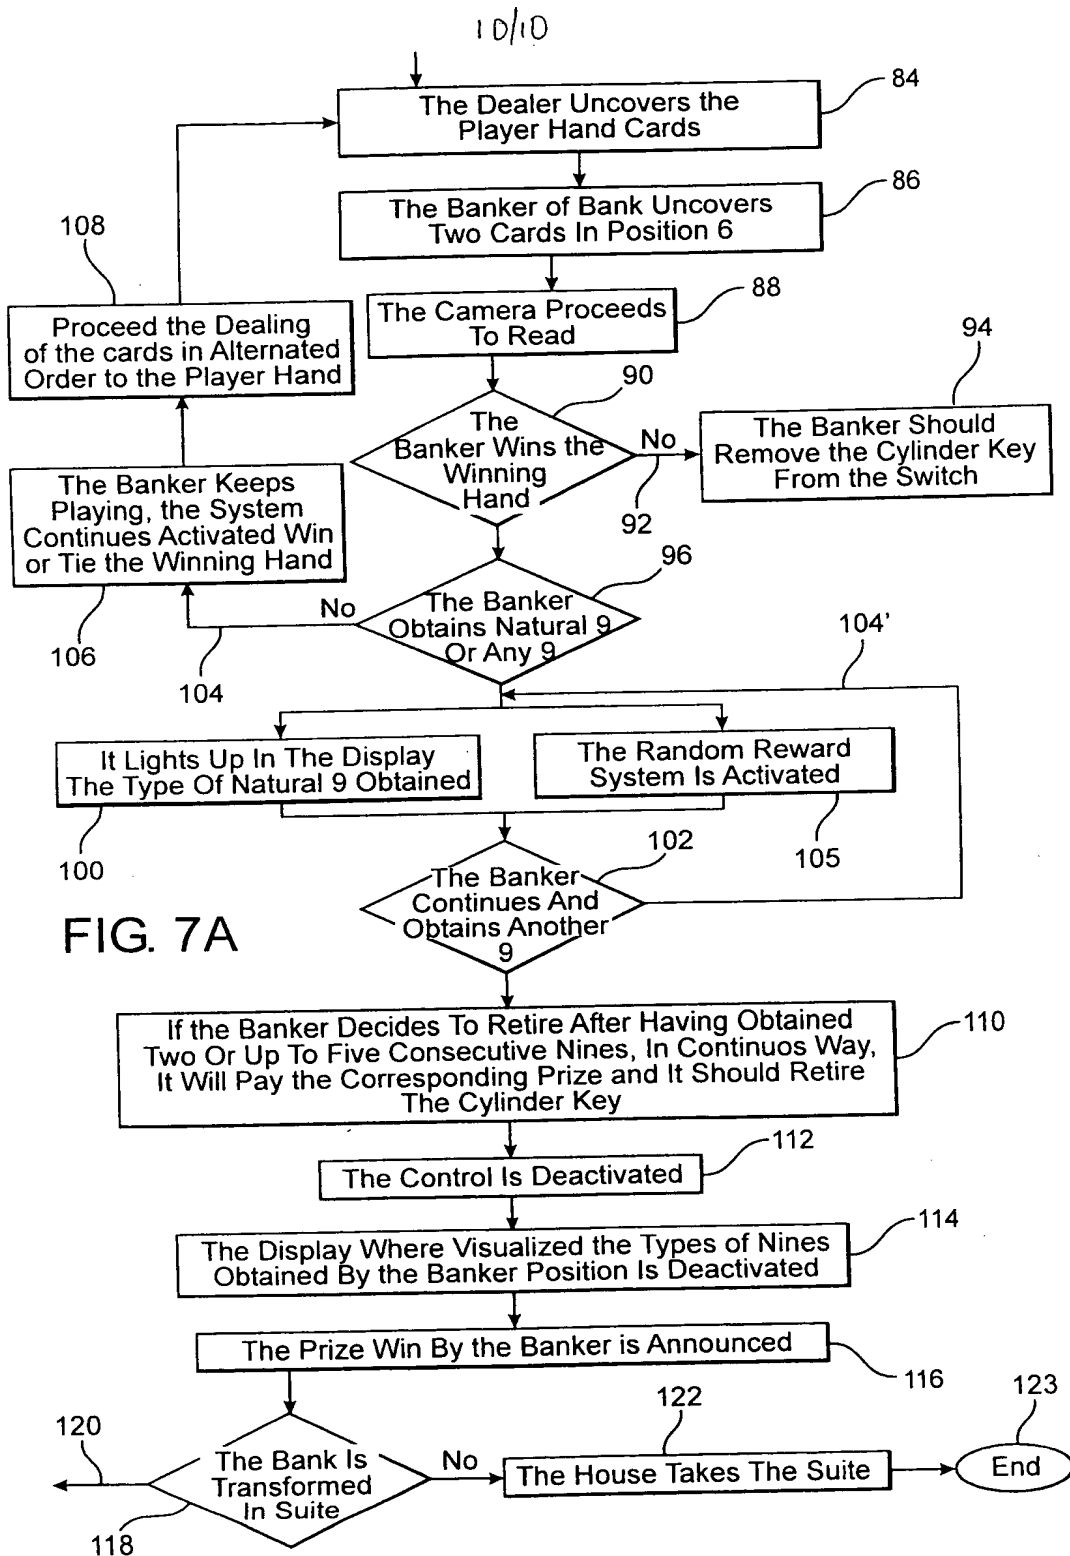 10/10
84
The Dealer Uncovers the
Player Hand Cards
86
The Banker of Bank Uncovers
Two Cards In Position 6
108
88
The Camera Proceeds
To Read
Proceed the Dealing
of the cards in Alternated
Order to the Player Hand
90
94
The
Banker Wins the
Winning
Hand
No
92
The Banker Should
Remove the Cylinder Key
From the Switch
The Banker Keeps
Playing, the System
Continues Activated Win
or Tie the Winning Hand
106
96
The Banker
Obtains Natural 9
Or Any 9
No
104
104'
It Lights Up In The Display
The Type Of Natural 9 Obtained
100
The Random Reward
System Is Activated
105
102
The Banker
Continues And
Obtains Another
9
FIG. 7A
If the Banker Decides To Retire After Having Obtained
Two Or Up To Five Consecutive Nines, In Continuos Way,
It Will Pay the Corresponding Prize and It Should Retire
The Cylinder Key
110
112
The Control Is Deactivated
114
The Display Where Visualized the Types of Nines
Obtained By the Banker Position Is Deactivated
The Prize Win By the Banker is Announced
116
120
The Bank Is
Transformed
In Suite
118
No
122
The House Takes The Suite
123
End